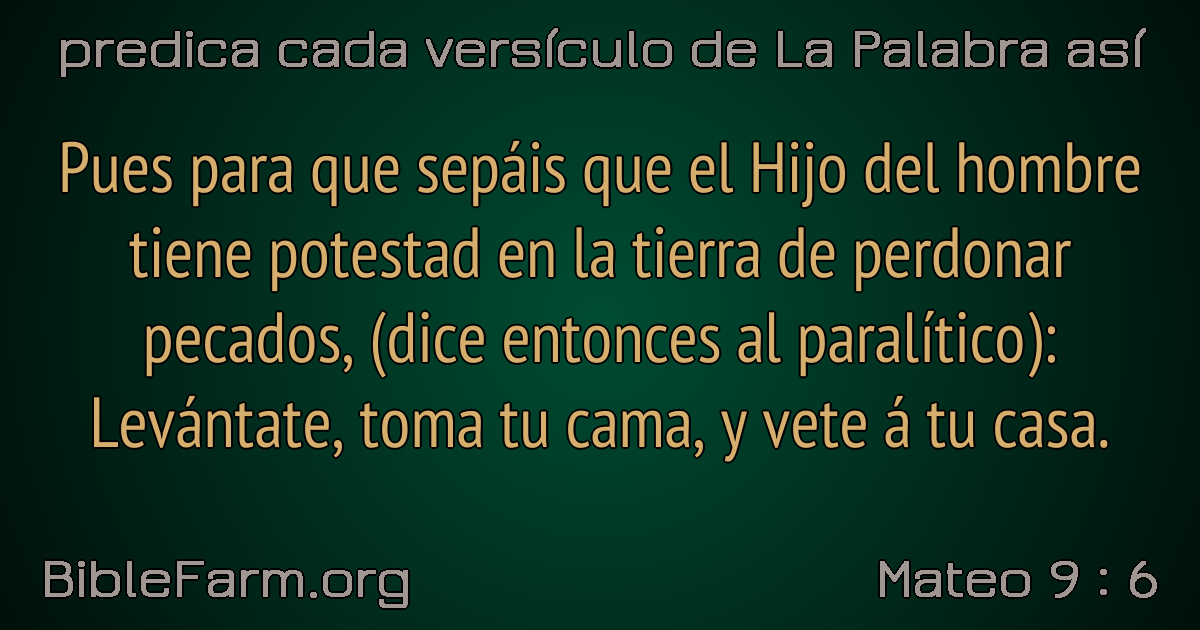 predica cada versículo de La Palabra así
Pues para que sepáis que el Hijo del hombre
tiene potestad en la tierra de perdonar
pecados, (dice entonces al paralítico):
Levántate, toma tu cama, y vete á tu casa.
BibleFarm.org
Mateo 9 : 6